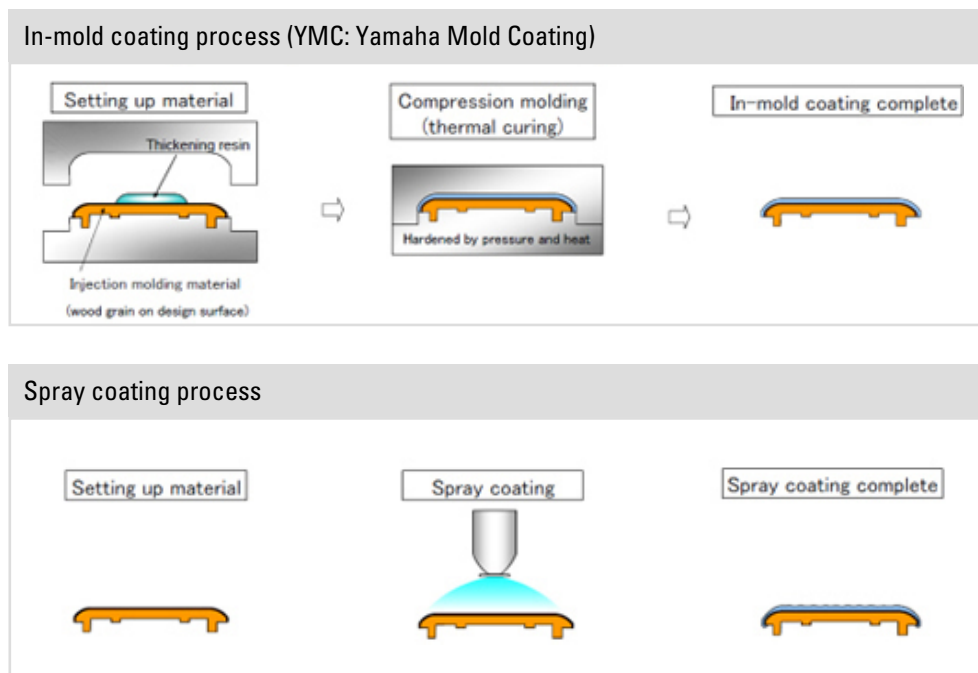 In-mold coating process (YMC: Yamaha Mold Coating)
Setting up material
Thickening resin
Injection molding material
(wood grain on design surface)
Compression molding
(thermal curing)
Hardened by pressure and heat
In-mold coating complete
Spray coating process
Setting up material
Spray coating
Spray coating complete